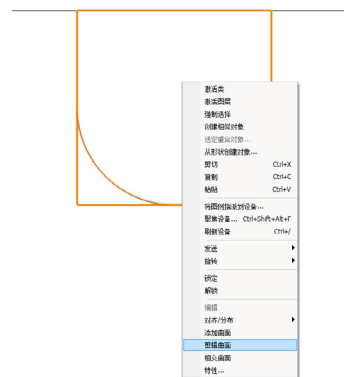 激活类
激活图层
强制选择
创建相似对象
选定重合对象...
从形状创建对象...
剪切 Ctrl+X
复制 Ctrl+C
粘贴 Ctrl+V
将图例指派到设备...
聚焦设备... Ctrl+Shift+Alt+F
刷新设备 Ctrl+/
发送
旋转
锁定
解锁
编辑
对齐/分布
添加曲面
剪辑曲面
相交曲面
特性...